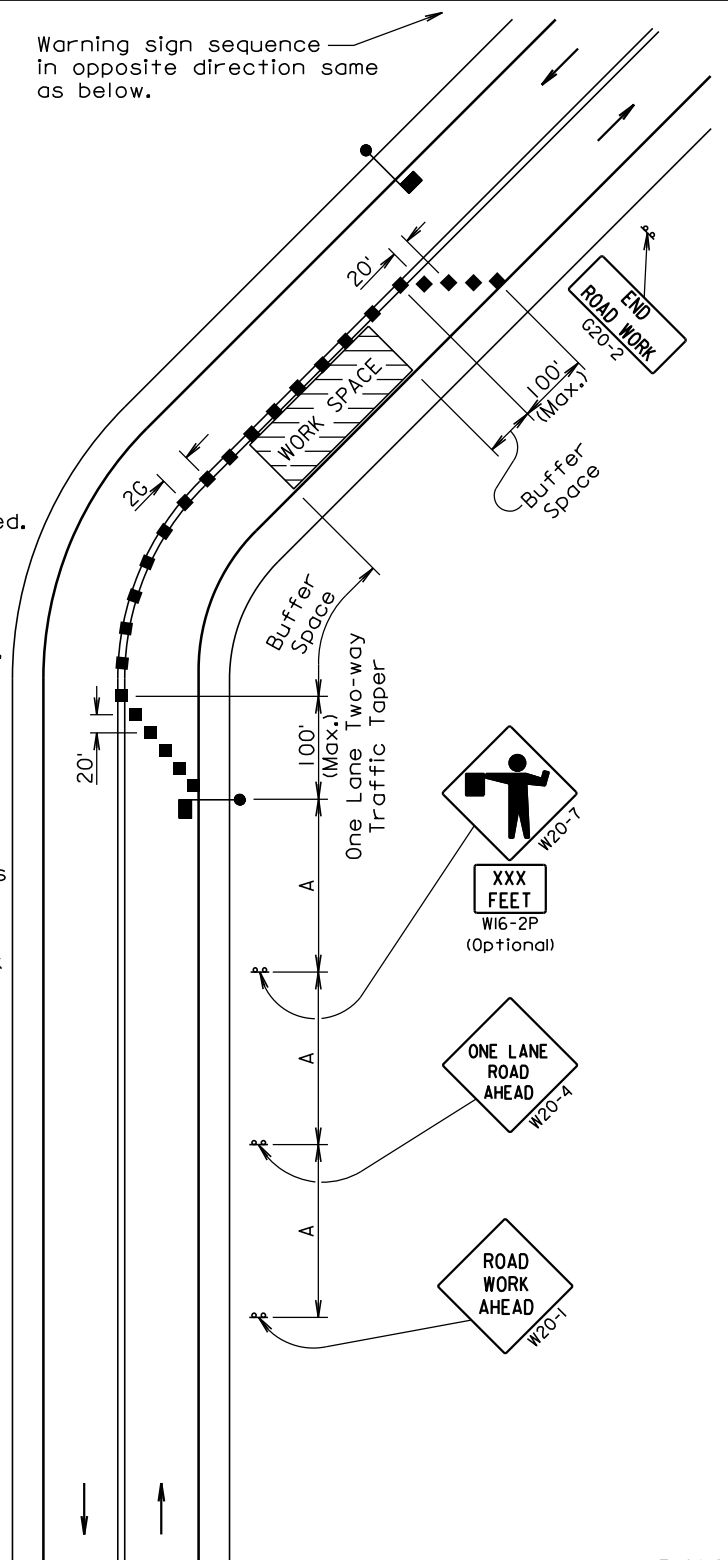 Warning sign sequence
in opposite direction same
as below.
20'
END
ROAD WORK
G20-2
WORK SPACE
100'
(Max.)
Buffer
Space
2G
ed.
Buffer
Space
20'
100'
(Max.)
One Lane Two-way
Traffic Taper
W20-7
XXX
FEET
W16-2P
(Optional)
A
s
A
ONE LANE
ROAD
AHEAD
W20-4
A
ROAD
WORK
AHEAD
W20-1